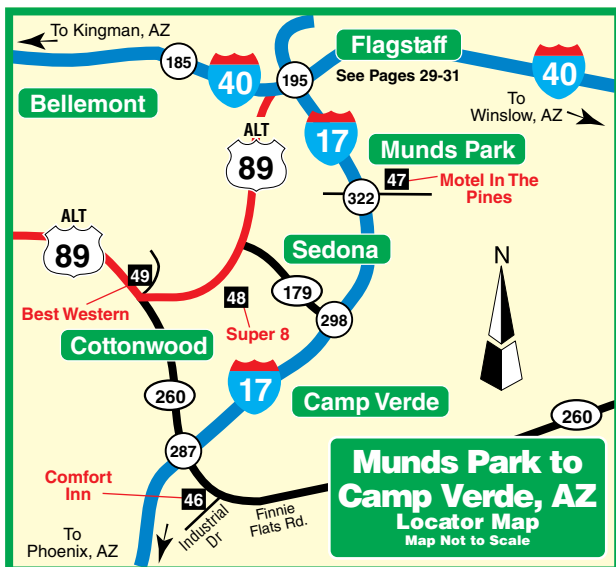 To Kingman, AZ
185
40
195
Flagstaff
See Pages 29-31
40
Bellemont
To
Winslow, AZ
ALT
89
17
Munds Park
47
Motel In The
Pines
322
ALT
89
Sedona
N
49
Best Western
179
48
Super 8
298
Cottonwood
17
260
Camp Verde
260
287
Comfort
Inn
46
Industrial
Dr
Finnie
Flats Rd.
To
Phoenix, AZ
Munds Park to
Camp Verde, AZ
Locator Map
Map Not to Scale